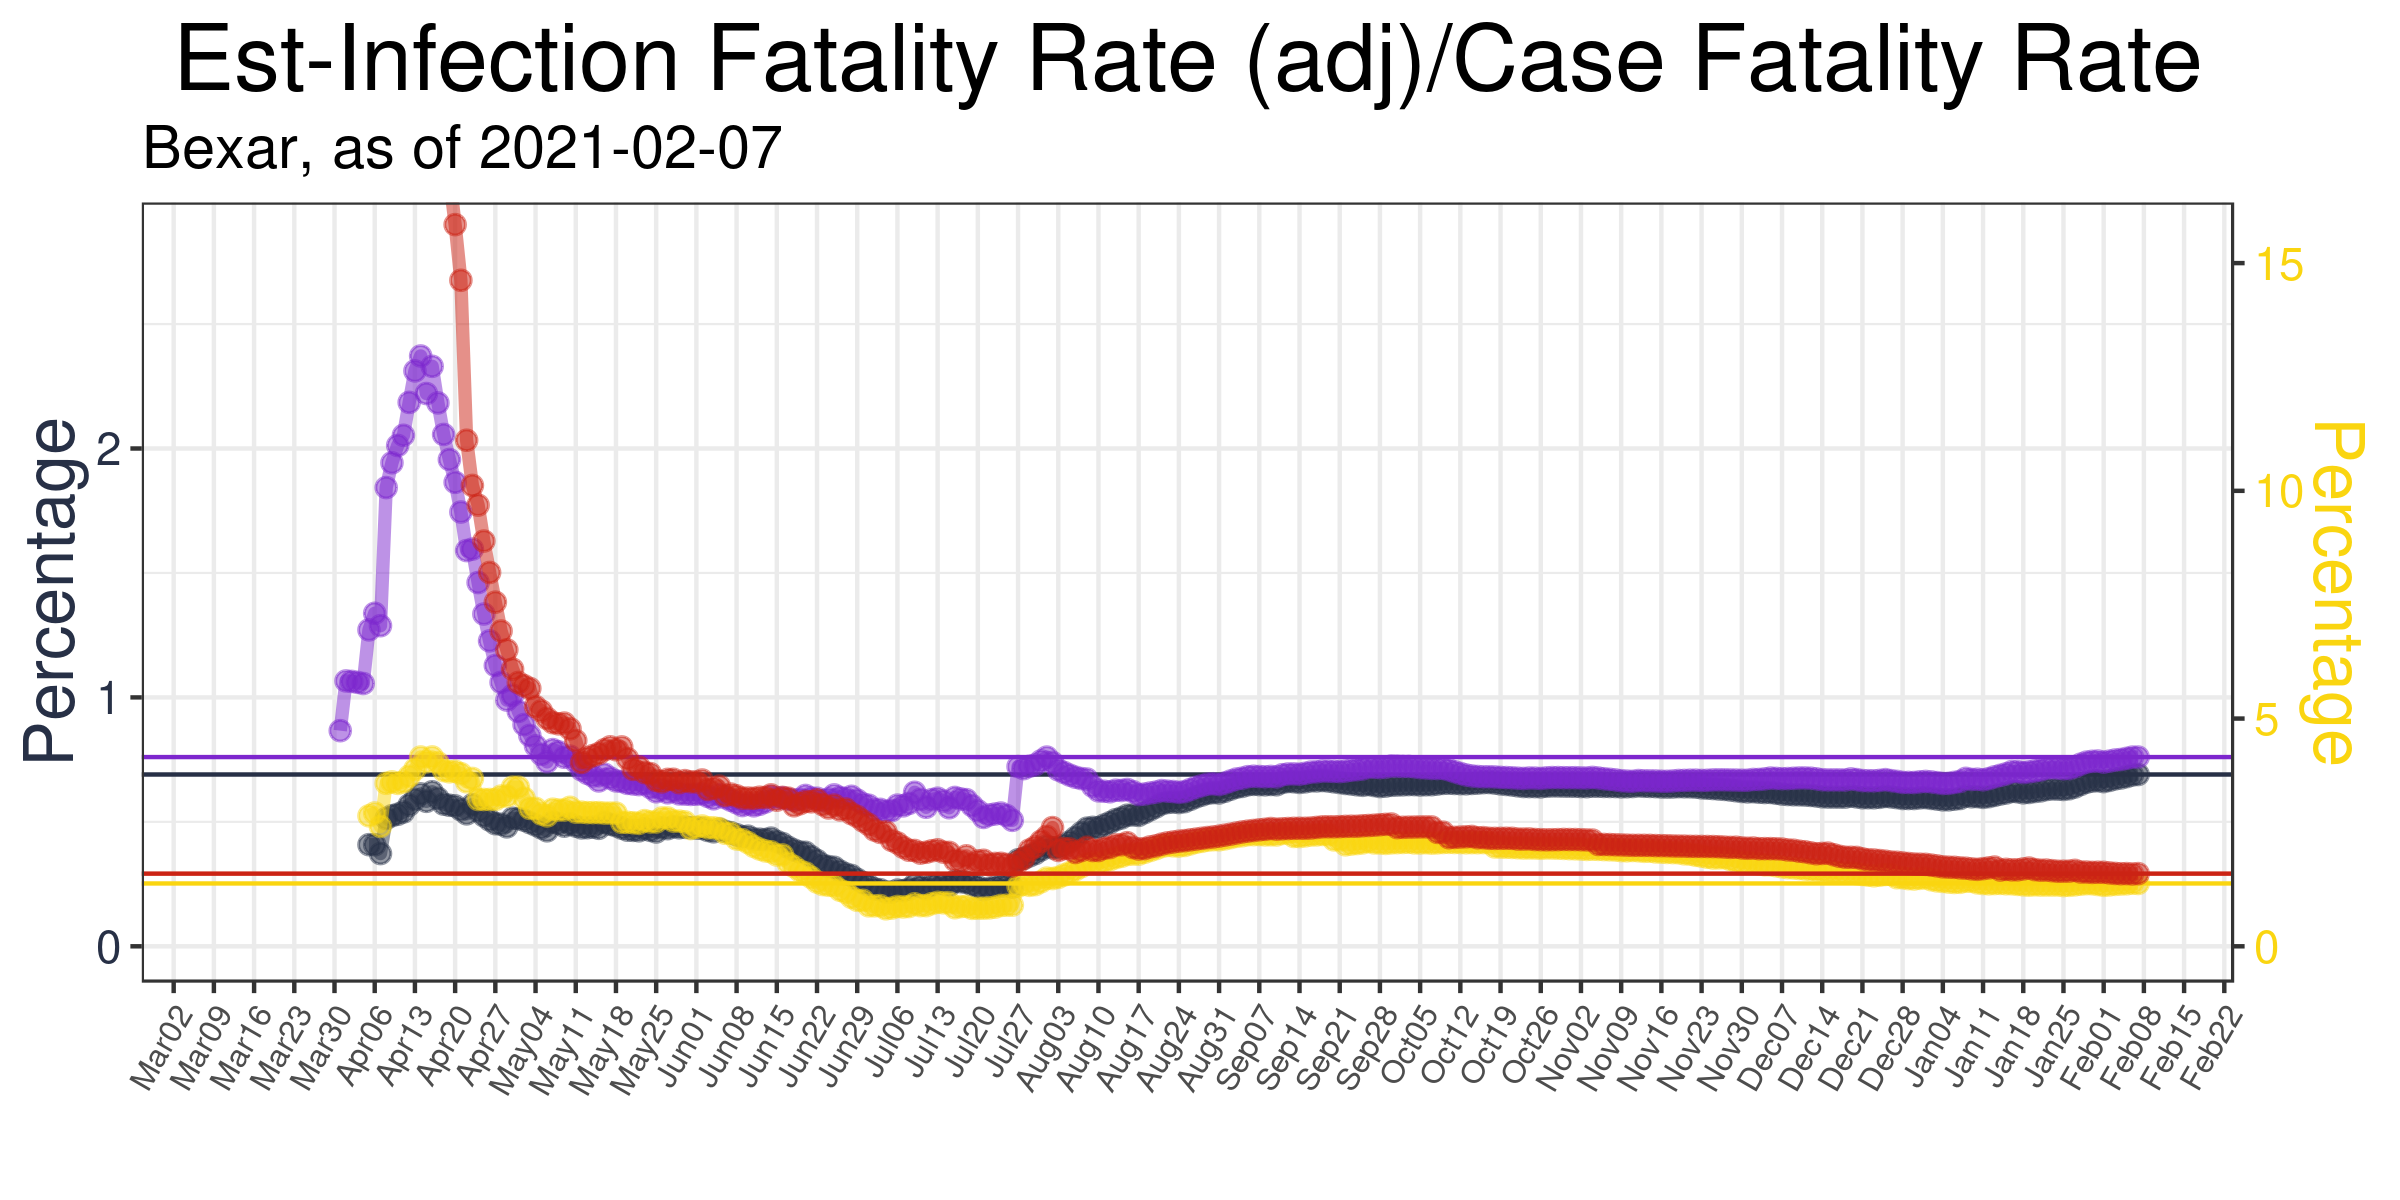 Est-Infection Fatality Rate (adj)/Case Fatality Rate
Bexar, as of 2021-02-07
Percentage
2
1
0
15
10
5
0
Percentage
Mar02
Mar09
Mar16
Mar23
Mar30
Apr06
Apr13
Apr20
Apr27
May04
May11
May18
May25
Jun01
Jun08
Jun15
Jun22
Jun29
Jul06
Jul13
Jul20
Jul27
Aug03
Aug10
Aug17
Aug24
Aug31
Sep07
Sep14
Sep21
Sep28
Oct05
Oct12
Oct19
Oct26
Nov02
Nov09
Nov16
Nov23
Nov30
Dec07
Dec14
Dec21
Dec28
Jan04
Jan11
Jan18
Jan25
Feb01
Feb08
Feb15
Feb22